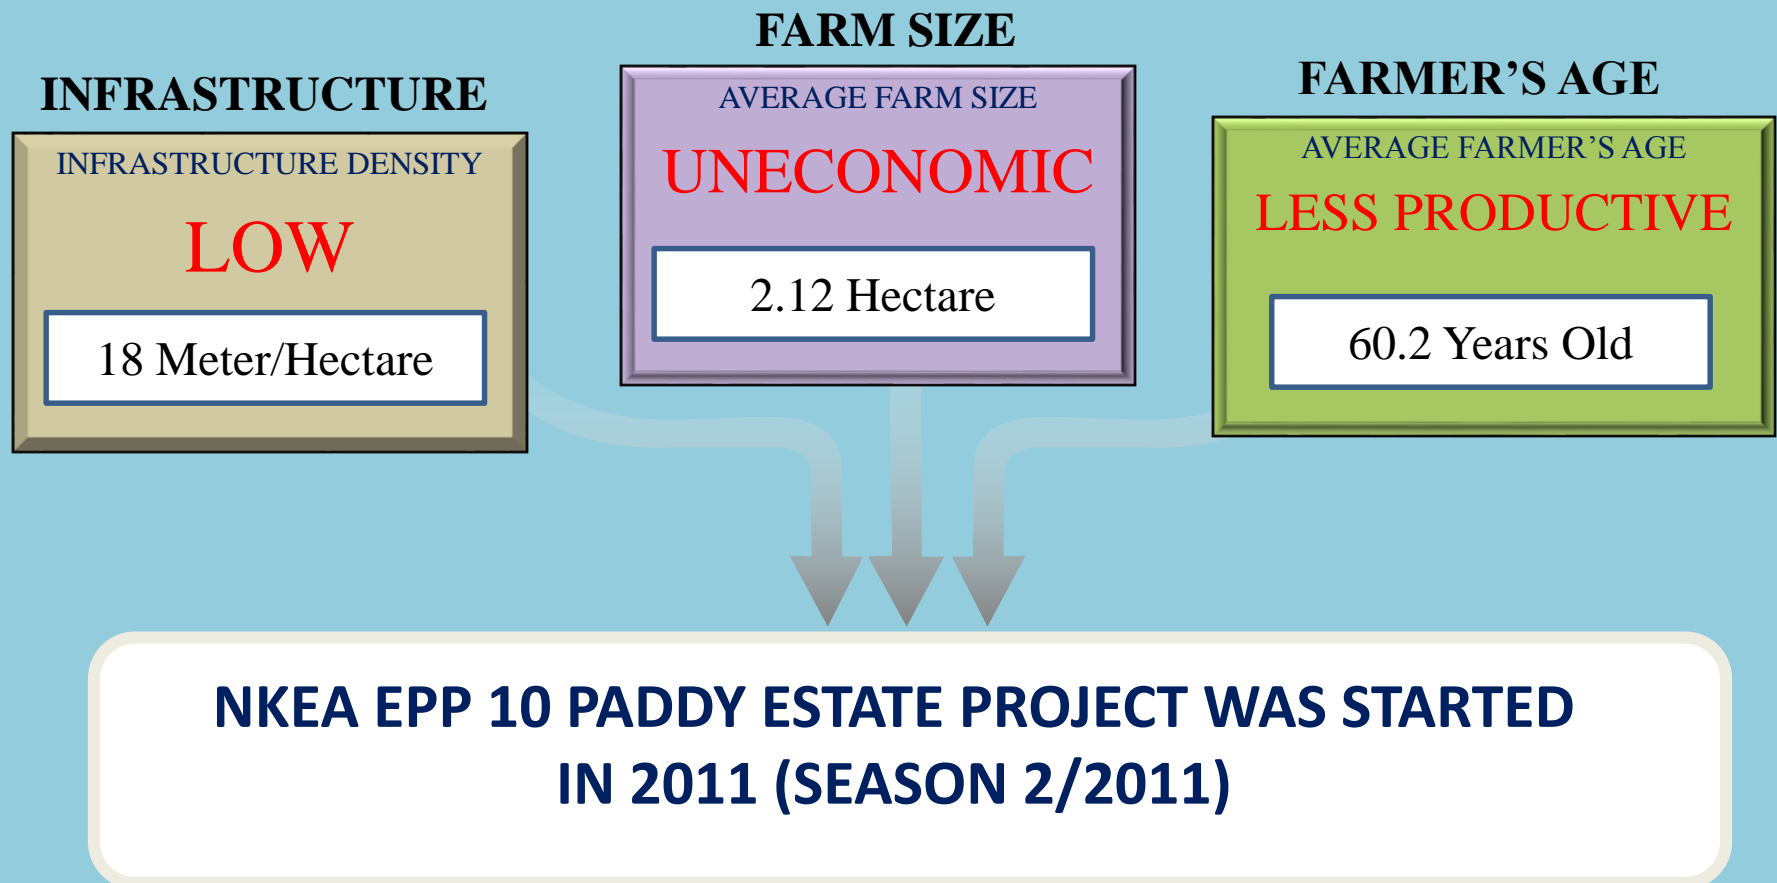 INFRASTRUCTURE
INFRASTRUCTURE DENSITY
LOW
18 Meter/Hectare
FARM SIZE
AVERAGE FARM SIZE
UNECONOMIC
2.12 Hectare
FARMER’S AGE
AVERAGE FARMER’S AGE
LESS PRODUCTIVE
60.2 Years Old
NKEA EPP 10 PADDY ESTATE PROJECT WAS STARTED
IN 2011 (SEASON 2/2011)